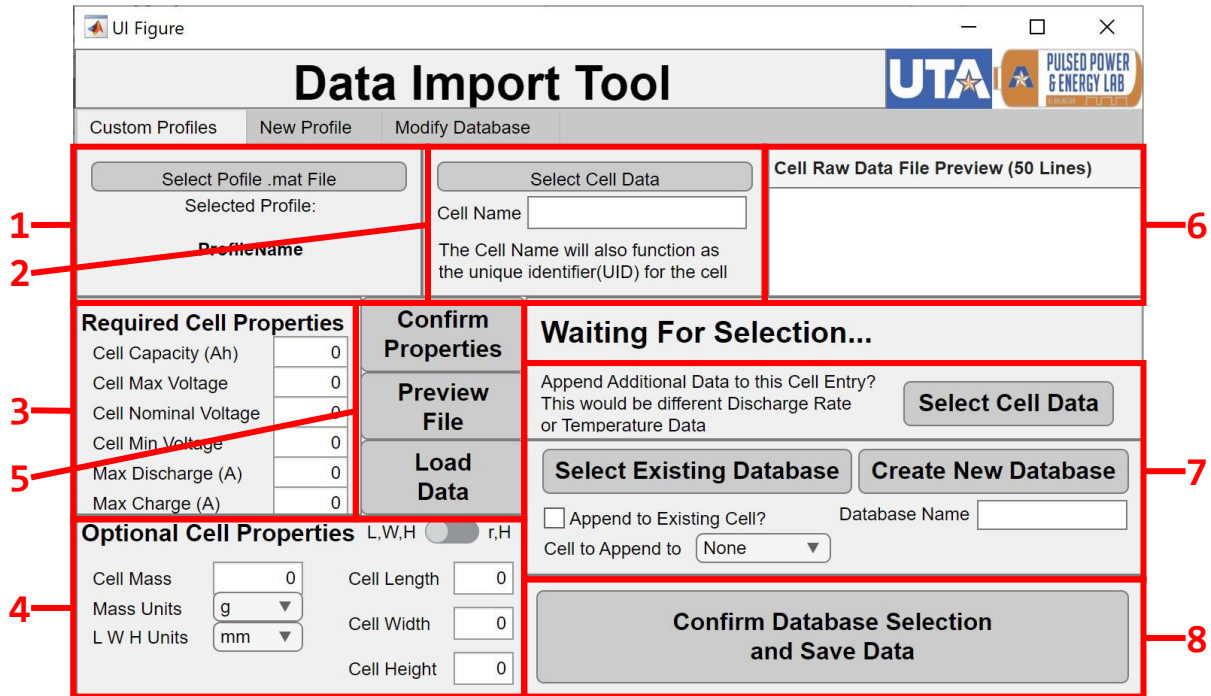 UI Figure
Data Import Tool
UTA
PULSED POWER
& ENERGY LAB
Custom Profiles
New Profile
Modify Database
1
Select Pofile .mat File
Selected Profile:
ProfileName
2
Select Cell Data
Cell Name
The Cell Name will also function as
the unique identifier(UID) for the cell
Cell Raw Data File Preview (50 Lines)
6
3
Required Cell Properties
Cell Capacity (Ah) 0
Cell Max Voltage 0
Cell Nominal Voltage 0
Cell Min Voltage 0
Max Discharge (A) 0
Max Charge (A) 0
5
Confirm
Properties
Preview
File
Load
Data
Waiting For Selection...
Append Additional Data to this Cell Entry?
This would be different Discharge Rate
or Temperature Data
Select Cell Data
7
Select Existing Database
Create New Database
Append to Existing Cell?
Database Name
Cell to Append to None
4
Optional Cell Properties L,W,H r,H
Cell Mass 0
Mass Units g
L W H Units mm
Cell Length 0
Cell Width 0
Cell Height 0
Confirm Database Selection
and Save Data
8